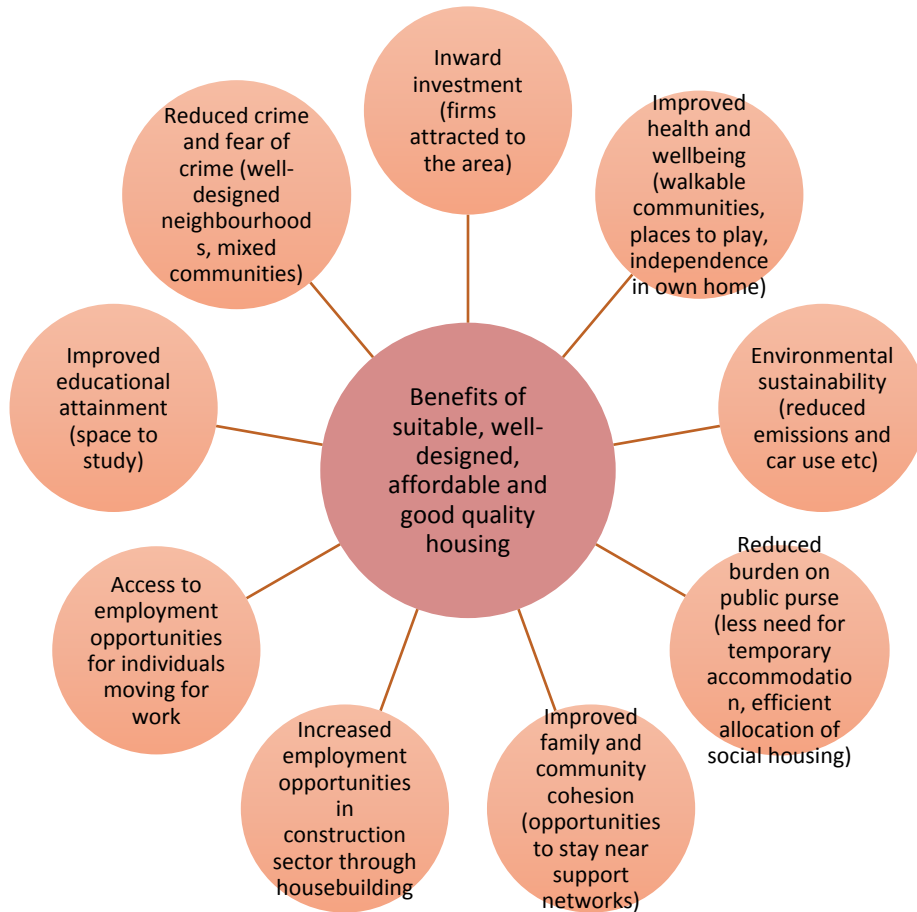 Inward
investment
(firms
attracted to
the area)
Improved
health and
wellbeing
(walkable
communities,
places to play,
independence
in own home)
Environmental
sustainability
(reduced
emissions and
car use etc)
Reduced
burden on
public purse
(less need for
temporary
accommodatio
n, efficient
allocation of
social housing)
Improved
family and
community
cohesion
(opportunities
to stay near
support
networks)
Increased
employment
opportunities
in
construction
sector through
housebuilding
Access to
employment
opportunities
for individuals
moving for
work
Improved
educational
attainment
(space to
study)
Reduced crime
and fear of
crime (well-
designed
neighbourhood
s, mixed
communities)
Benefits of
suitable, well-
designed,
affordable and
good quality
housing